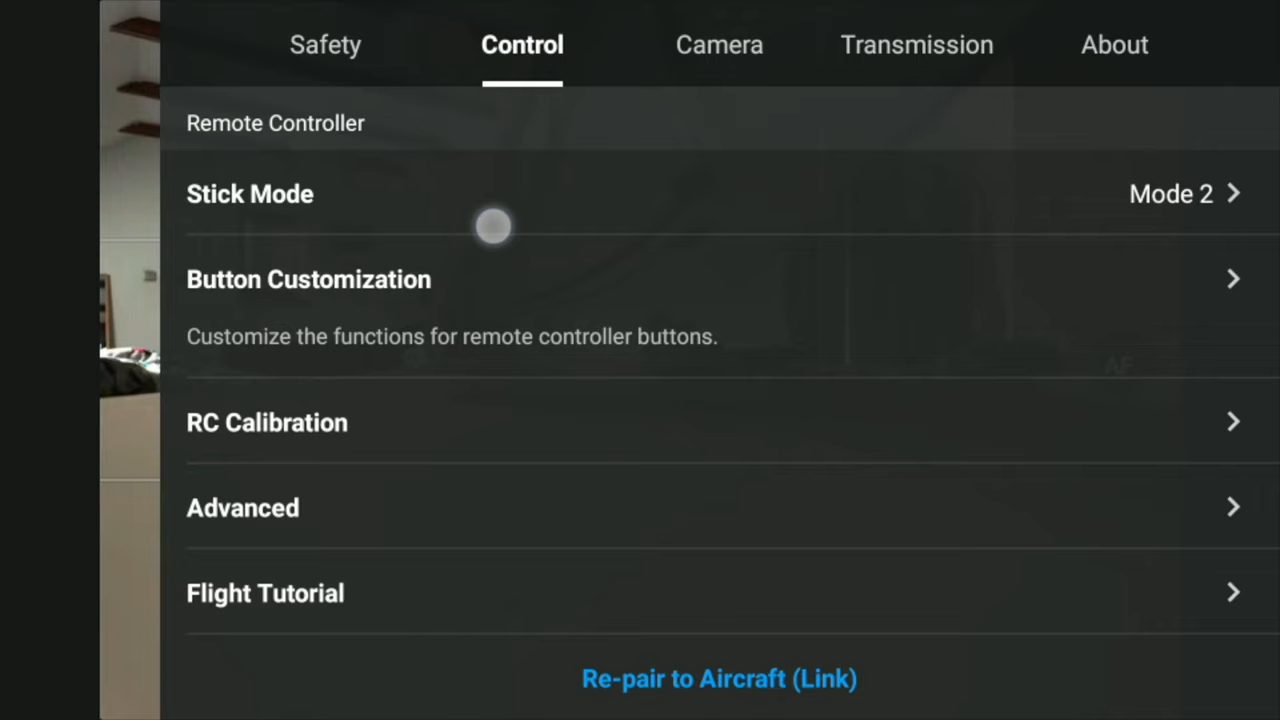 Safety
Control
Camera
Transmission
About
Remote Controller
Stick Mode
Mode 2
Button Customization
Customize the functions for remote controller buttons.
RC Calibration
Advanced
Flight Tutorial
Re-pair to Aircraft (Link)
AF